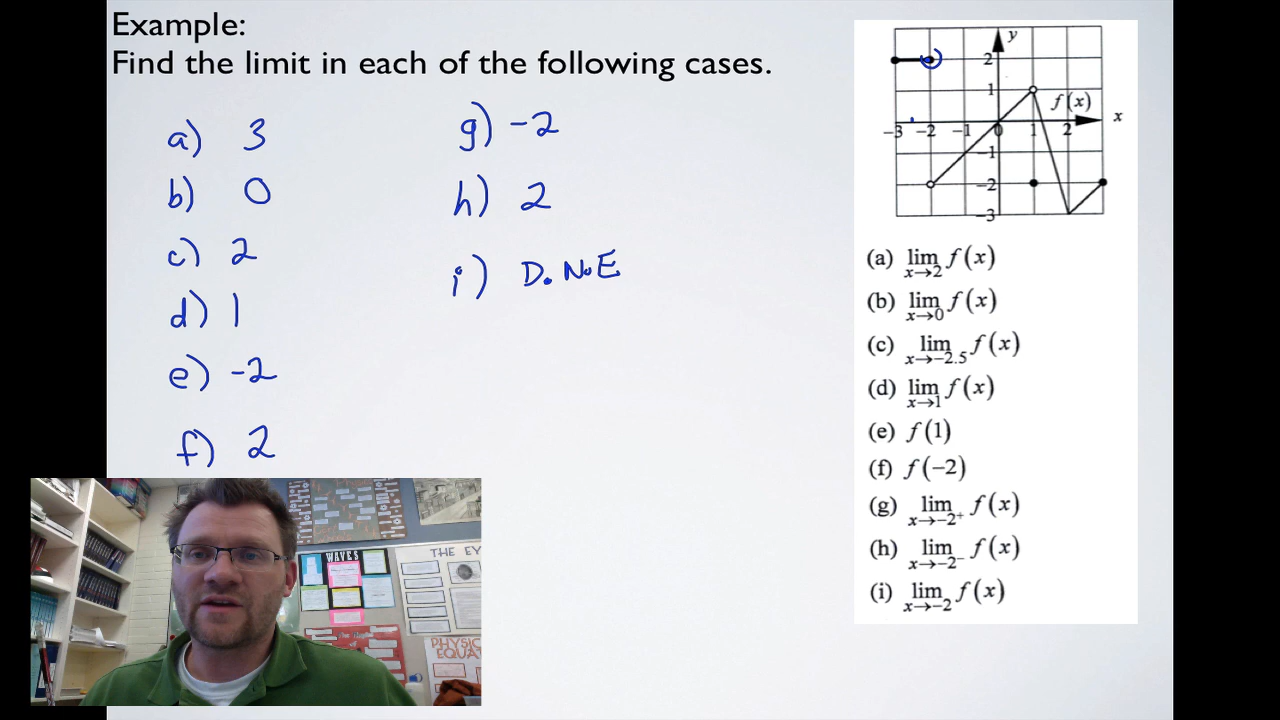 Example:
Find the limit in each of the following cases.
a) 3
b) 0
c) 2
d) 1
e) -2
f) 2
g) -2
h) 2
i) D.N.E
y
2
1
f(x)
x
-3 -2 -1 0 1 2
-1
-2
-3
(a) lim x→2 f(x)
(b) lim x→0 f(x)
(c) lim x→-2.5 f(x)
(d) lim x→1 f(x)
(e) f(1)
(f) f(-2)
(g) lim x→-2⁺ f(x)
(h) lim x→-2⁻ f(x)
(i) lim x→-2 f(x)
WAVES
THE EY
PHYSIC
EQUA